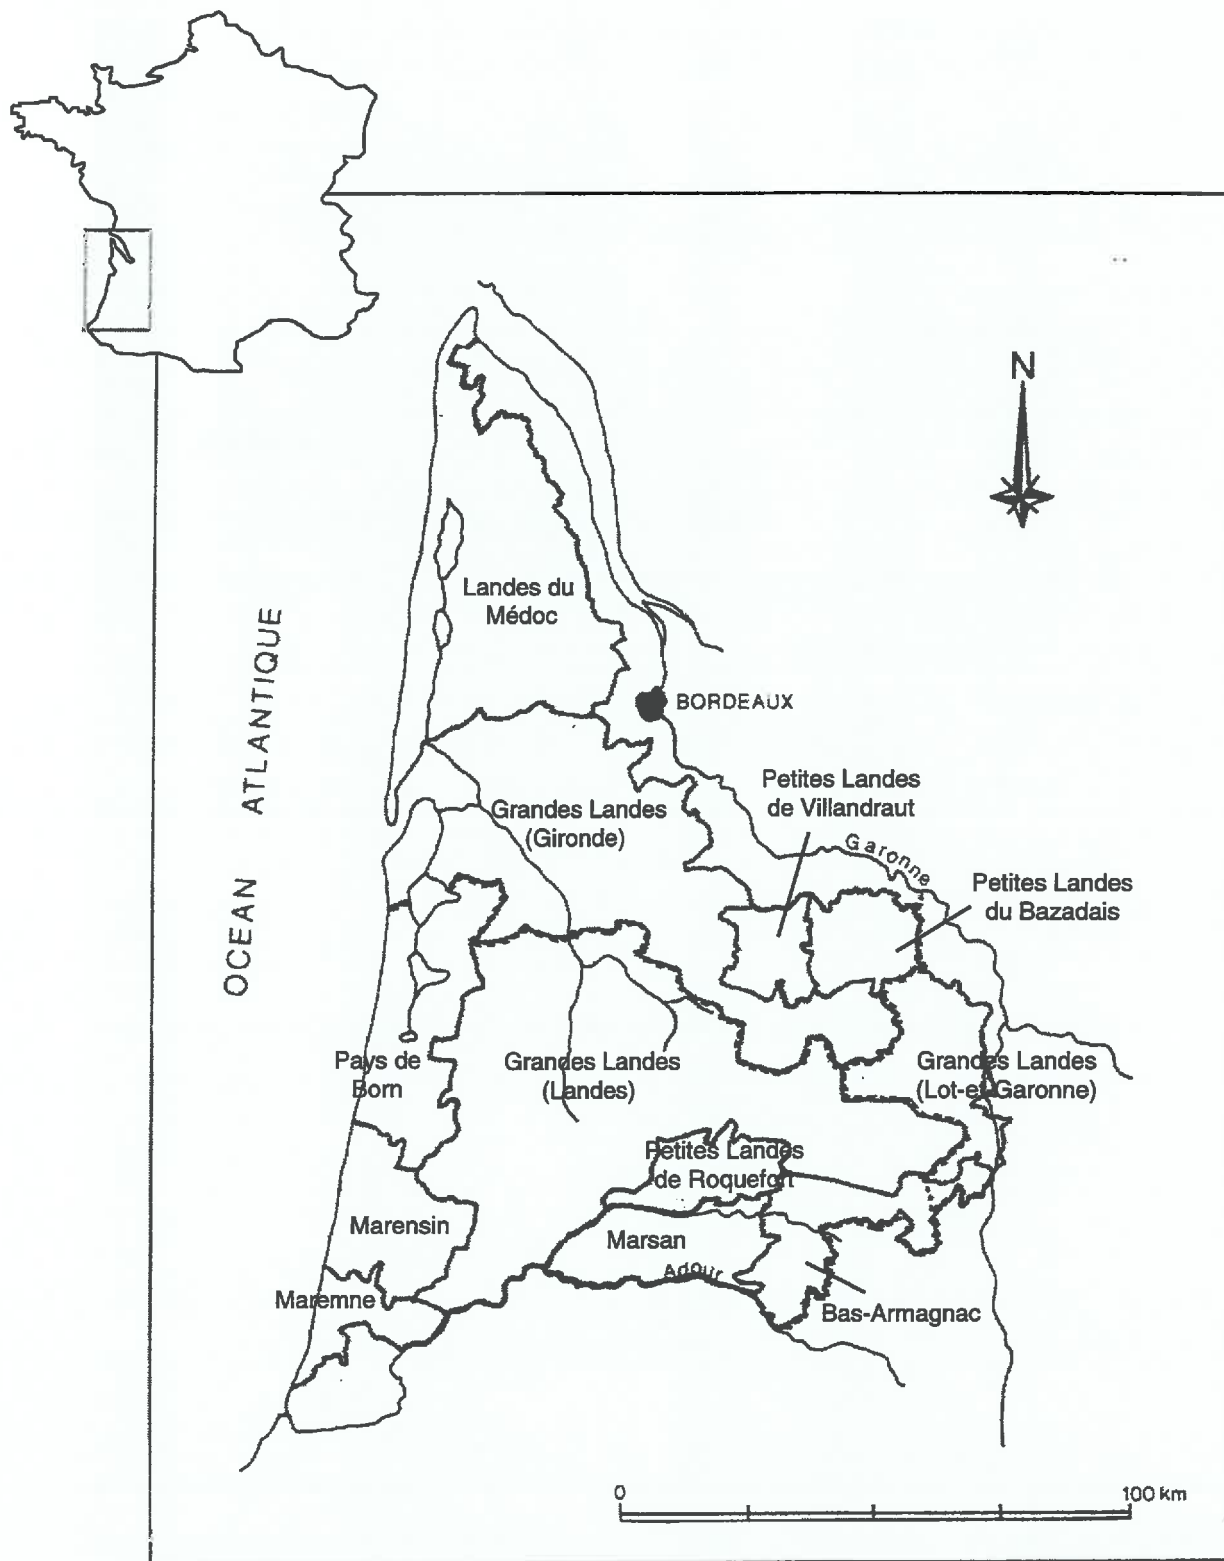 N
Landes du
Médoc
OCEAN ATLANTIQUE
BORDEAUX
Petites Landes
de Villandraut
Grandes Landes
(Gironde)
Garonne
Petites Landes
du Bazadais
Pays de
Born
Grandes Landes
(Landes)
Grandes Landes
(Lot-et-Garonne)
Petites Landes
de Roquefort
Marensin
Marsan
Adour
Maremne
Bas-Armagnac
0
100 km